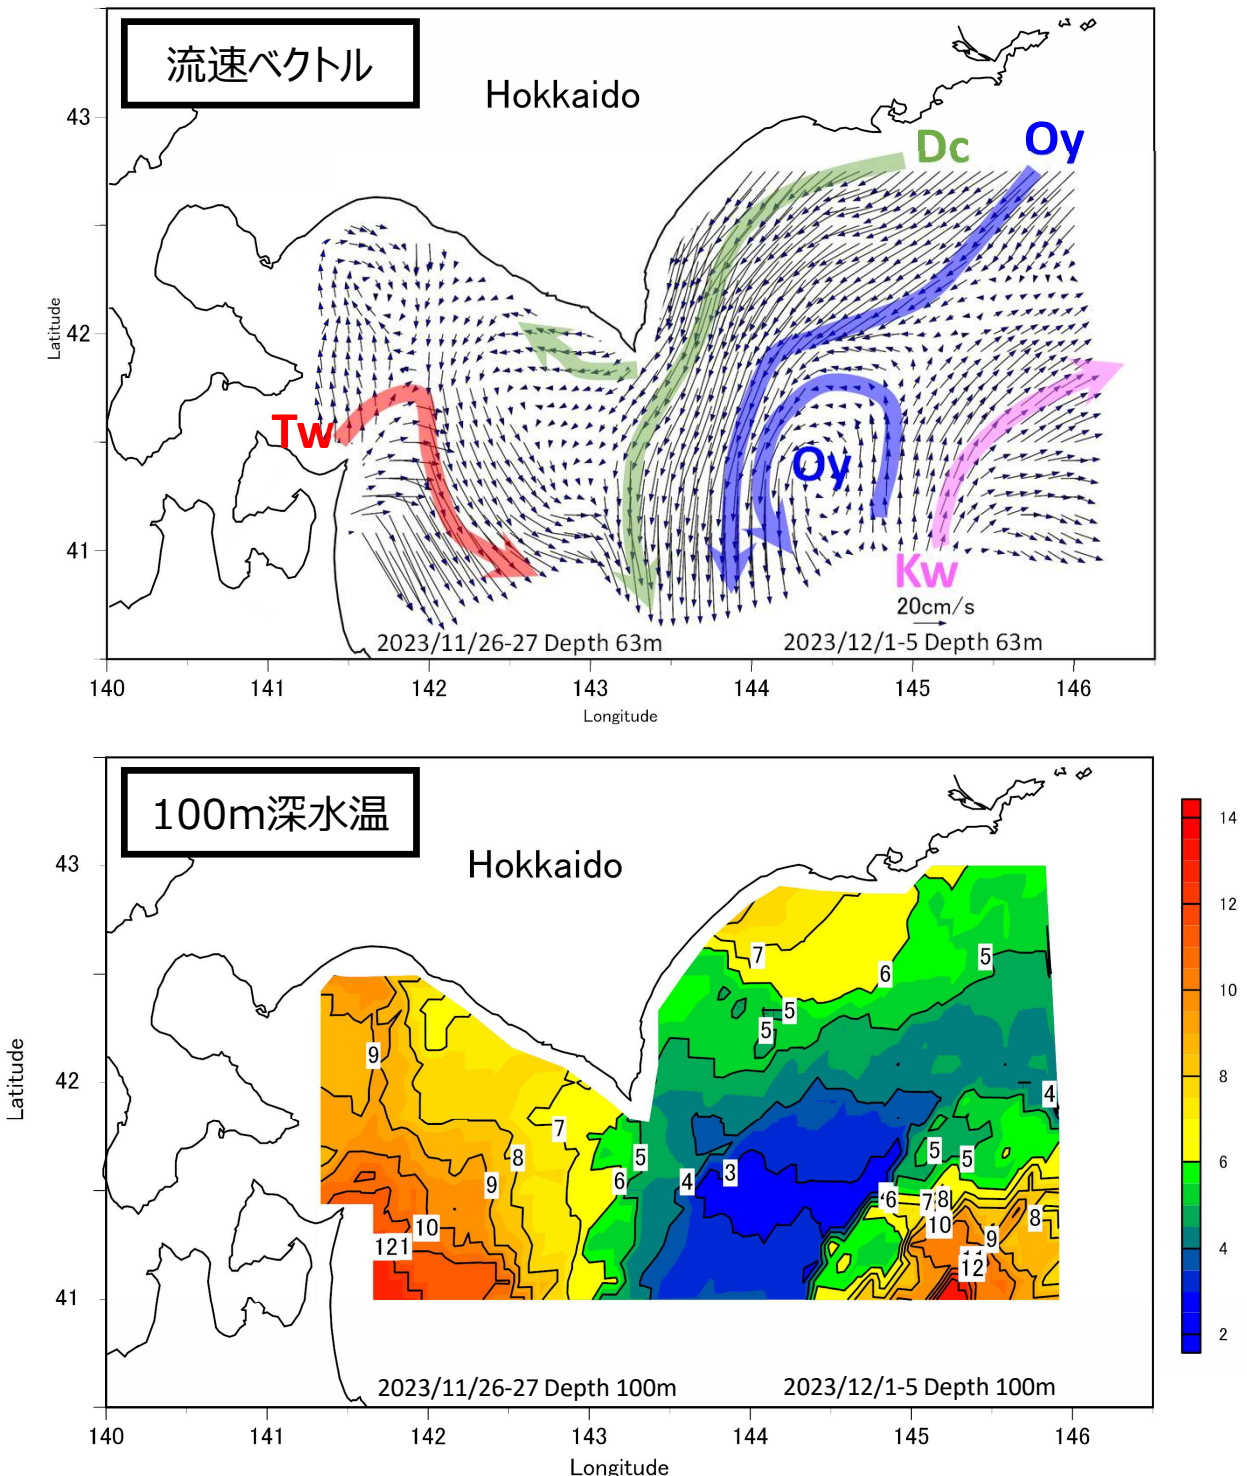 流速ベクトル
Hokkaido
Dc
Oy
Tw
Oy
Kw
20cm/s
2023/11/26-27 Depth 63m
2023/12/1-5 Depth 63m
43
42
41
Latitude
140
141
142
143
144
145
146
Longitude
100m深水温
Hokkaido
7
6
5
5
5
9
4
7
8
5
6
9
4
3
5
5
6
7
8
10
9
8
12
10
121
2023/11/26-27 Depth 100m
2023/12/1-5 Depth 100m
43
42
41
Latitude
140
141
142
143
144
145
146
Longitude
14
12
10
8
6
4
2